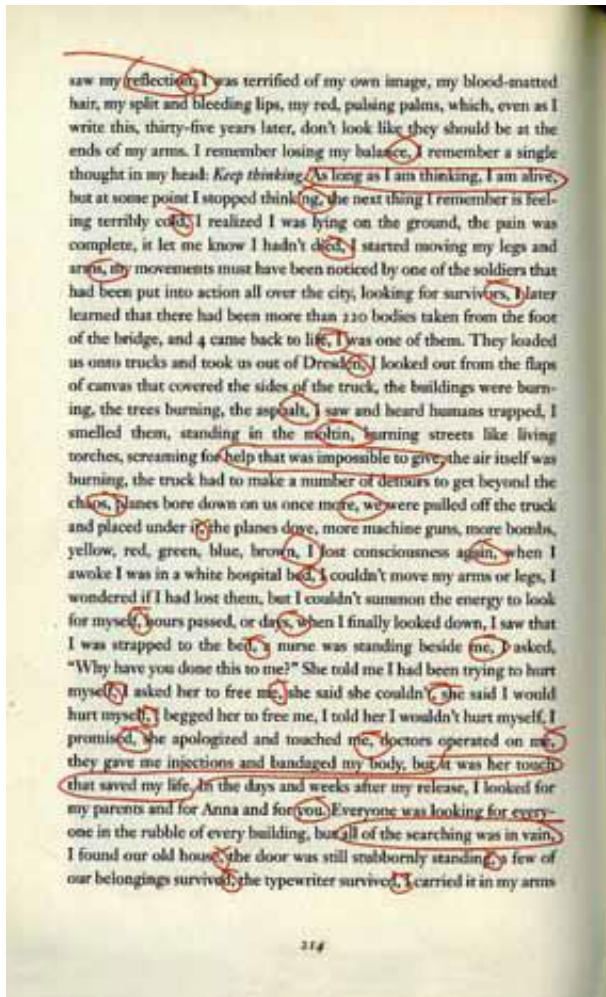 saw my reflection, I was terrified of my own image, my blood-matted
hair, my split and bleeding lips, my red, pulsing palms, which, even as I
write this, thirty-five years later, don't look like they should be at the
ends of my arms. I remember losing my balance, I remember a single
thought in my head: Keep thinking. As long as I am thinking, I am alive,
but at some point I stopped thinking, the next thing I remember is feel-
ing terribly cold, I realized I was lying on the ground, the pain was
complete, it let me know I hadn't died, I started moving my legs and
arms, my movements must have been noticed by one of the soldiers that
had been put into action all over the city, looking for survivors, I later
learned that there had been more than 220 bodies taken from the foot
of the bridge, and 4 came back to life, I was one of them. They loaded
us onto trucks and took us out of Dresden, I looked out from the flaps
of canvas that covered the sides of the truck, the buildings were burn-
ing, the trees burning, the asphalt, I saw and heard humans trapped, I
smelled them, standing in the moltin, burning streets like living
torches, screaming for help that was impossible to give, the air itself was
burning, the truck had to make a number of detours to get beyond the
chaos, planes bore down on us once more, we were pulled off the truck
and placed under it, the planes dove, more machine guns, more bombs,
yellow, red, green, blue, brown, I lost consciousness again, when I
awoke I was in a white hospital bed, I couldn't move my arms or legs, I
wondered if I had lost them, but I couldn't summon the energy to look
for myself, hours passed, or days, when I finally looked down, I saw that
I was strapped to the bed, a nurse was standing beside me, I asked,
"Why have you done this to me?" She told me I had been trying to hurt
myself, I asked her to free me, she said she couldn't, she said I would
hurt myself, I begged her to free me, I told her I wouldn't hurt myself, I
promised, she apologized and touched me, doctors operated on me,
they gave me injections and bandaged my body, but it was her touch
that saved my life. In the days and weeks after my release, I looked for
my parents and for Anna and for you. Everyone was looking for every-
one in the rubble of every building, but all of the searching was in vain,
I found our old house, the door was still stubbornly standing, a few of
our belongings survived, the typewriter survived, I carried it in my arms
214